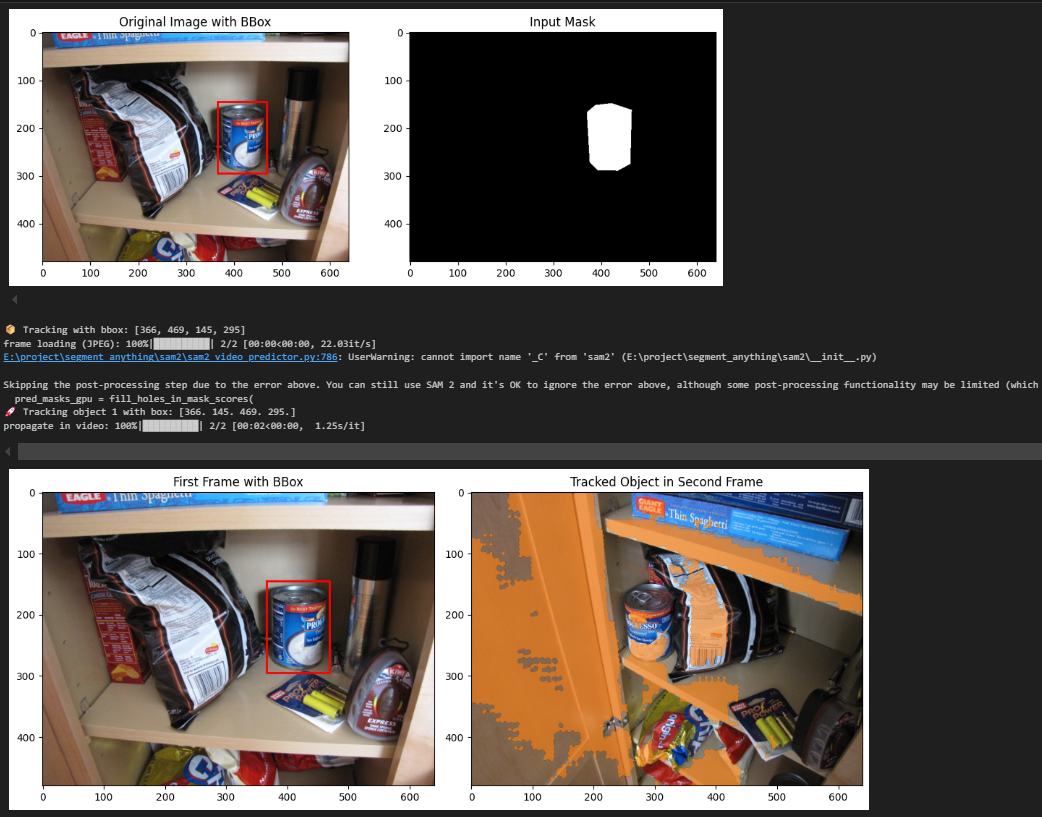 Original Image with BBox
Input Mask
0
100
200
300
400
0 100 200 300 400 500 600
0
100
200
300
400
0 100 200 300 400 500 600
EAGLE Thin Spaghetti
Tracking with bbox: [366, 469, 145, 295]
frame loading (JPEG): 100%|██████████| 2/2 [00:00<00:00, 22.03it/s]
E:\project\segment_anything\sam2\sam2_video_predictor.py:786: UserWarning: cannot import name '_C' from 'sam2' (E:\project\segment_anything\sam2\__init__.py)
Skipping the post-processing step due to the error above. You can still use SAM 2 and it's OK to ignore the error above, although some post-processing functionality may be limited (which
pred_masks_gpu = fill_holes_in_mask_scores(
Tracking object 1 with box: [366. 145. 469. 295.]
propagate in video: 100%|██████████| 2/2 [00:02<00:00,  1.25s/it]
First Frame with BBox
Tracked Object in Second Frame
0
100
200
300
400
0 100 200 300 400 500 600
EAGLE Thin Spaghetti
KIWI
EXPRESS
0
100
200
300
400
0 100 200 300 400 500 600
GIANT
EAGLE
Thin Spaghetti
PRO
POWER